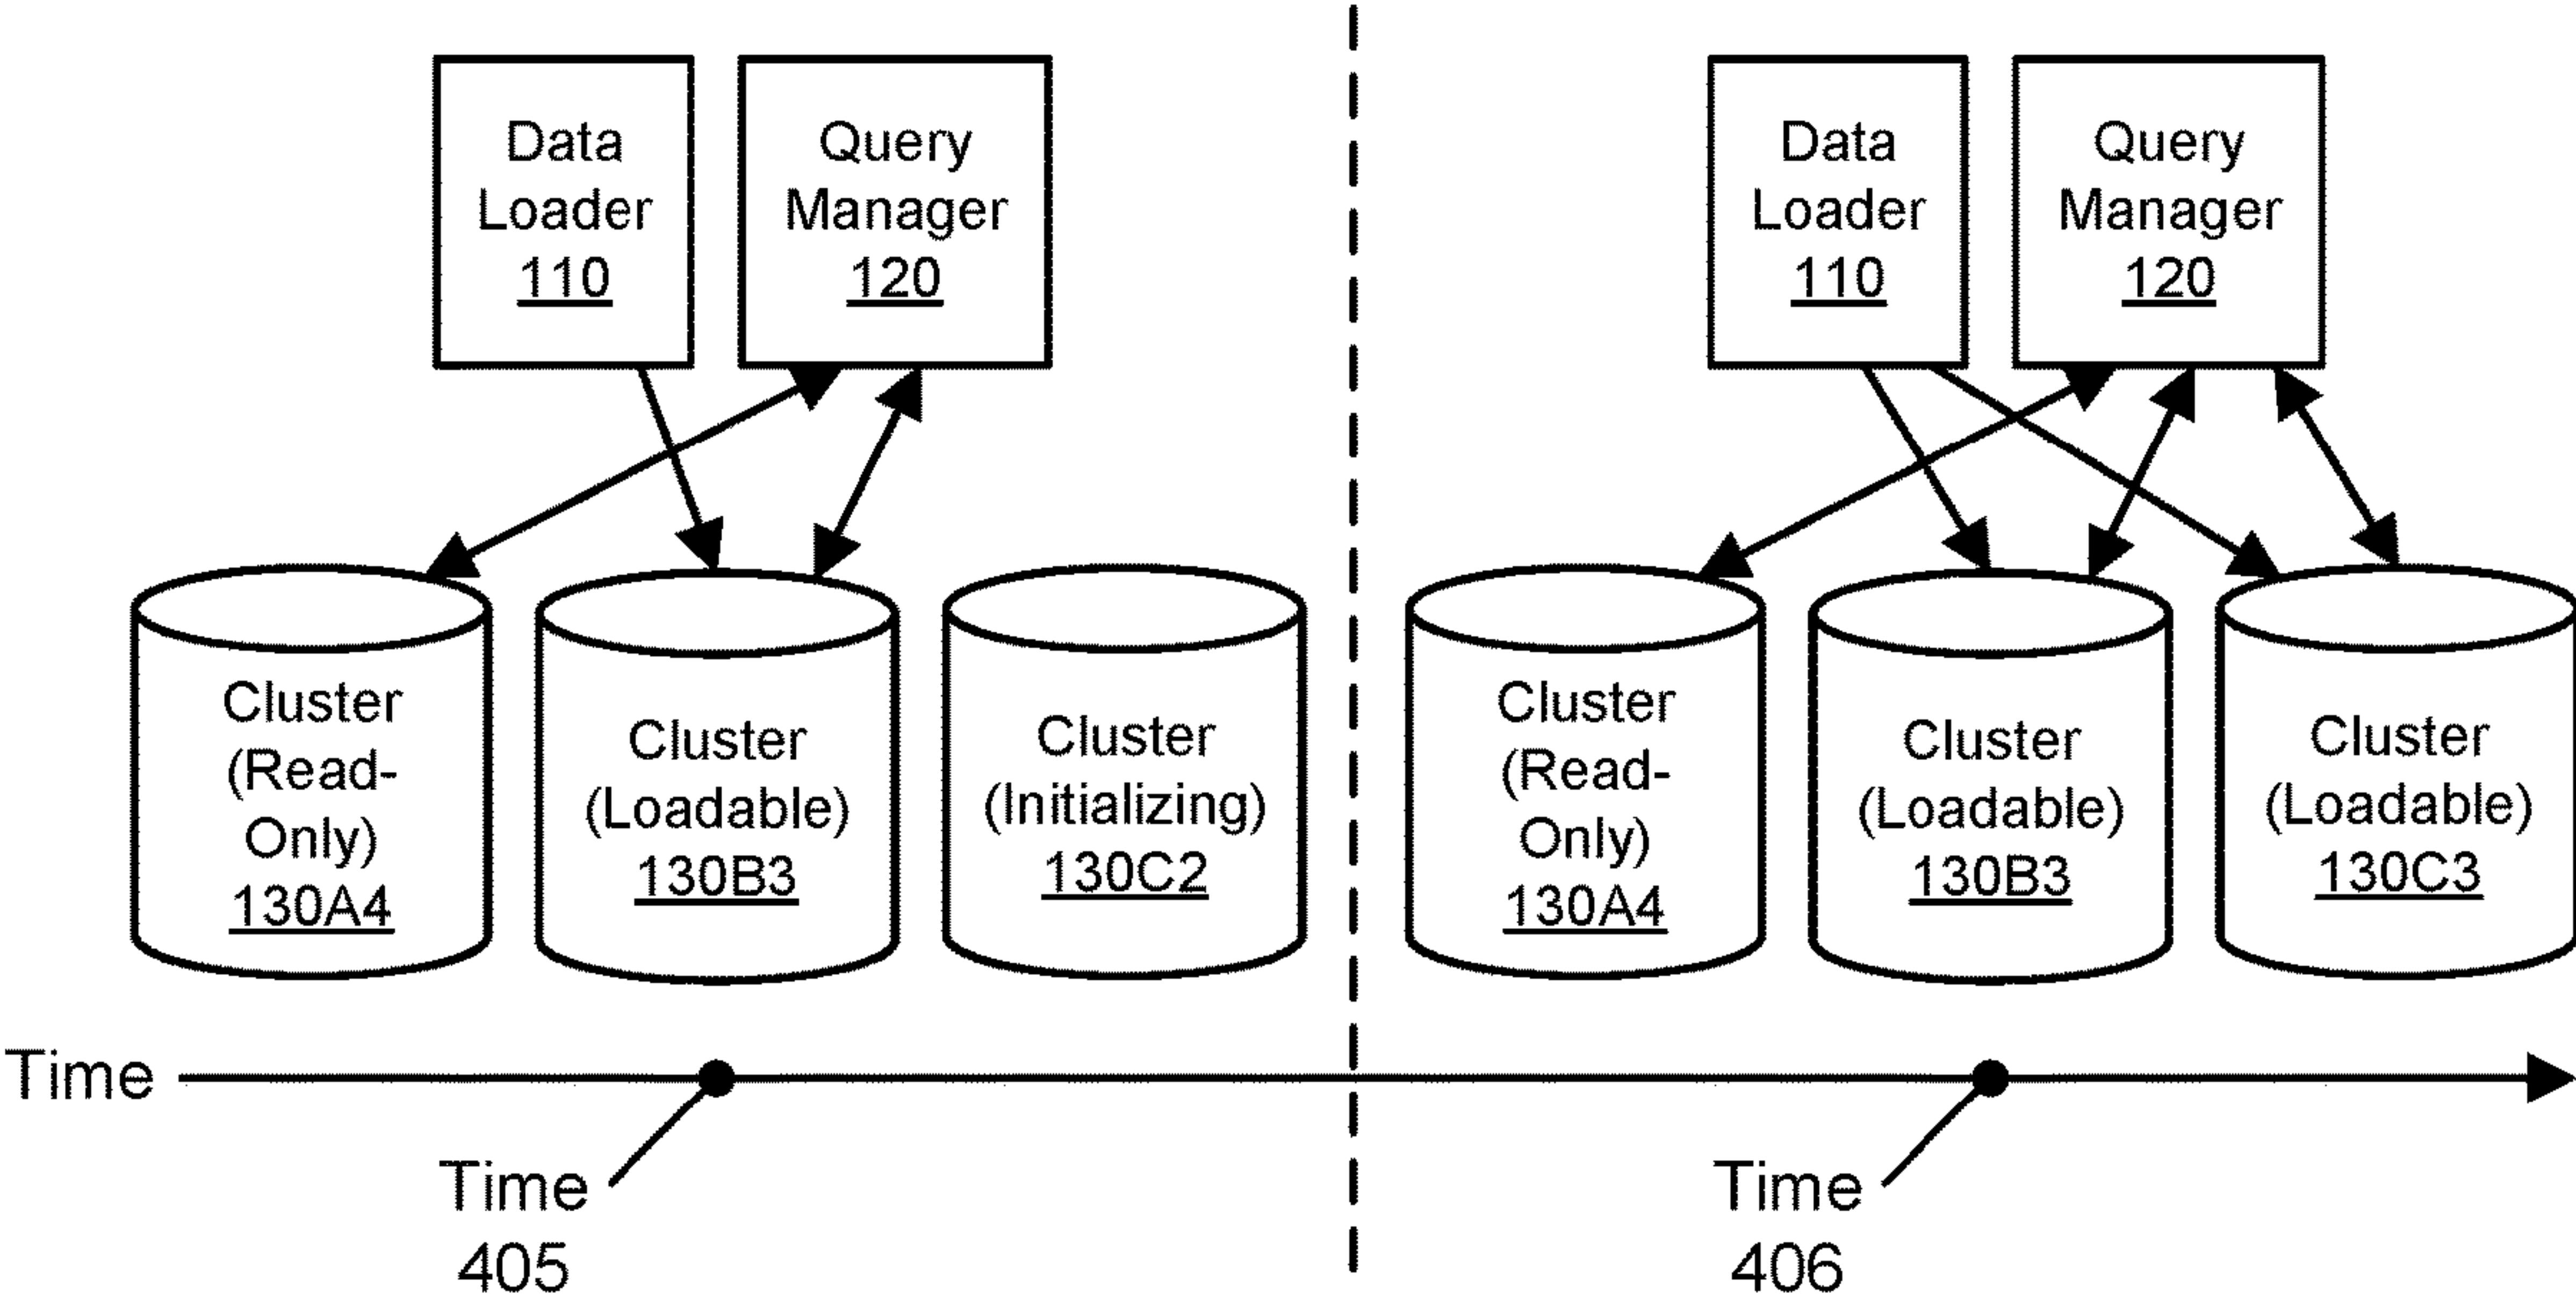 Data
Loader
110
Query
Manager
120
Cluster
(Read-
Only)
130A4
Cluster
(Loadable)
130B3
Cluster
(Initializing)
130C2
Data
Loader
110
Query
Manager
120
Cluster
(Read-
Only)
130A4
Cluster
(Loadable)
130B3
Cluster
(Loadable)
130C3
Time
Time
405
Time
406